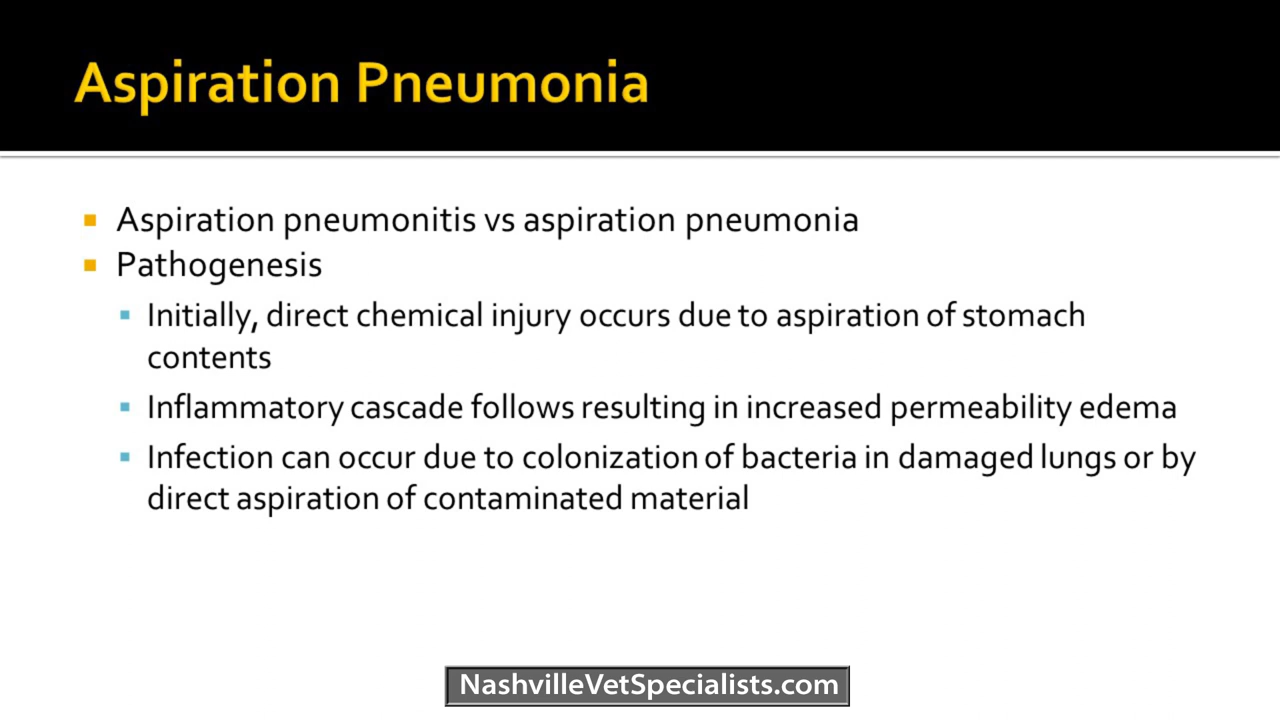 Aspiration Pneumonia
Aspiration pneumonitis vs aspiration pneumonia
Pathogenesis
Initially, direct chemical injury occurs due to aspiration of stomach
contents
Inflammatory cascade follows resulting in increased permeability edema
Infection can occur due to colonization of bacteria in damaged lungs or by
direct aspiration of contaminated material
NashvilleVetSpecialists.com